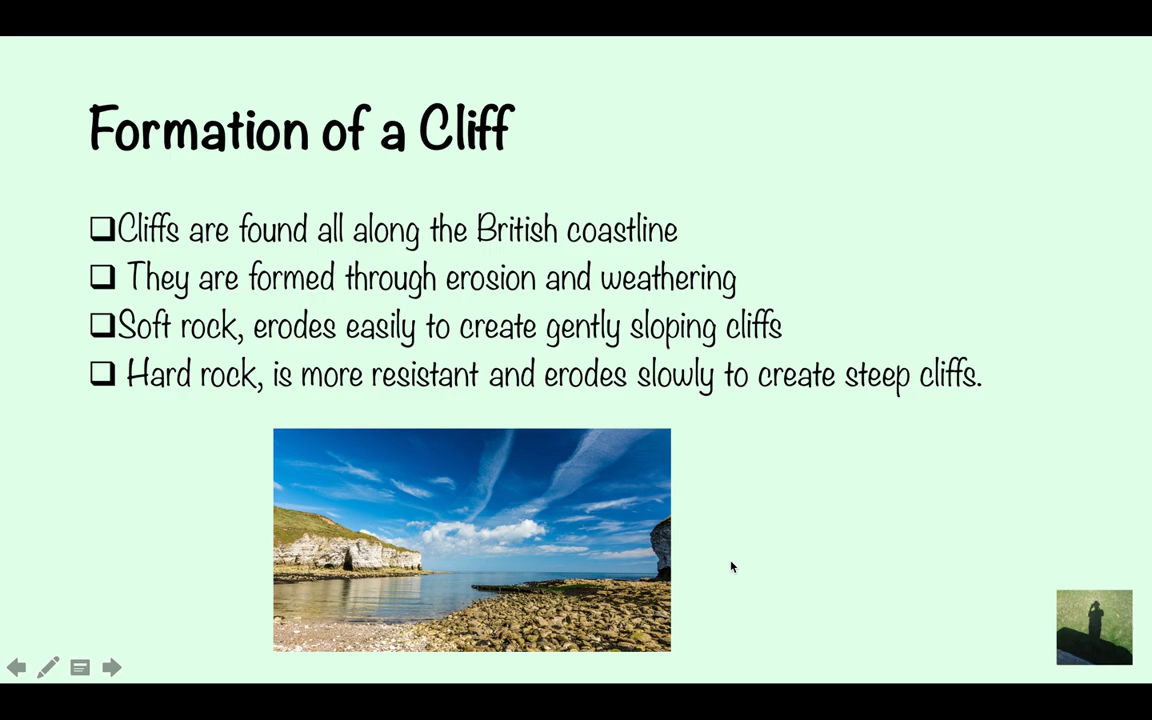 Formation of a Cliff
❑Cliffs are found all along the British coastline
❑ They are formed through erosion and weathering
❑Soft rock, erodes easily to create gently sloping cliffs
❑ Hard rock, is more resistant and erodes slowly to create steep cliffs.